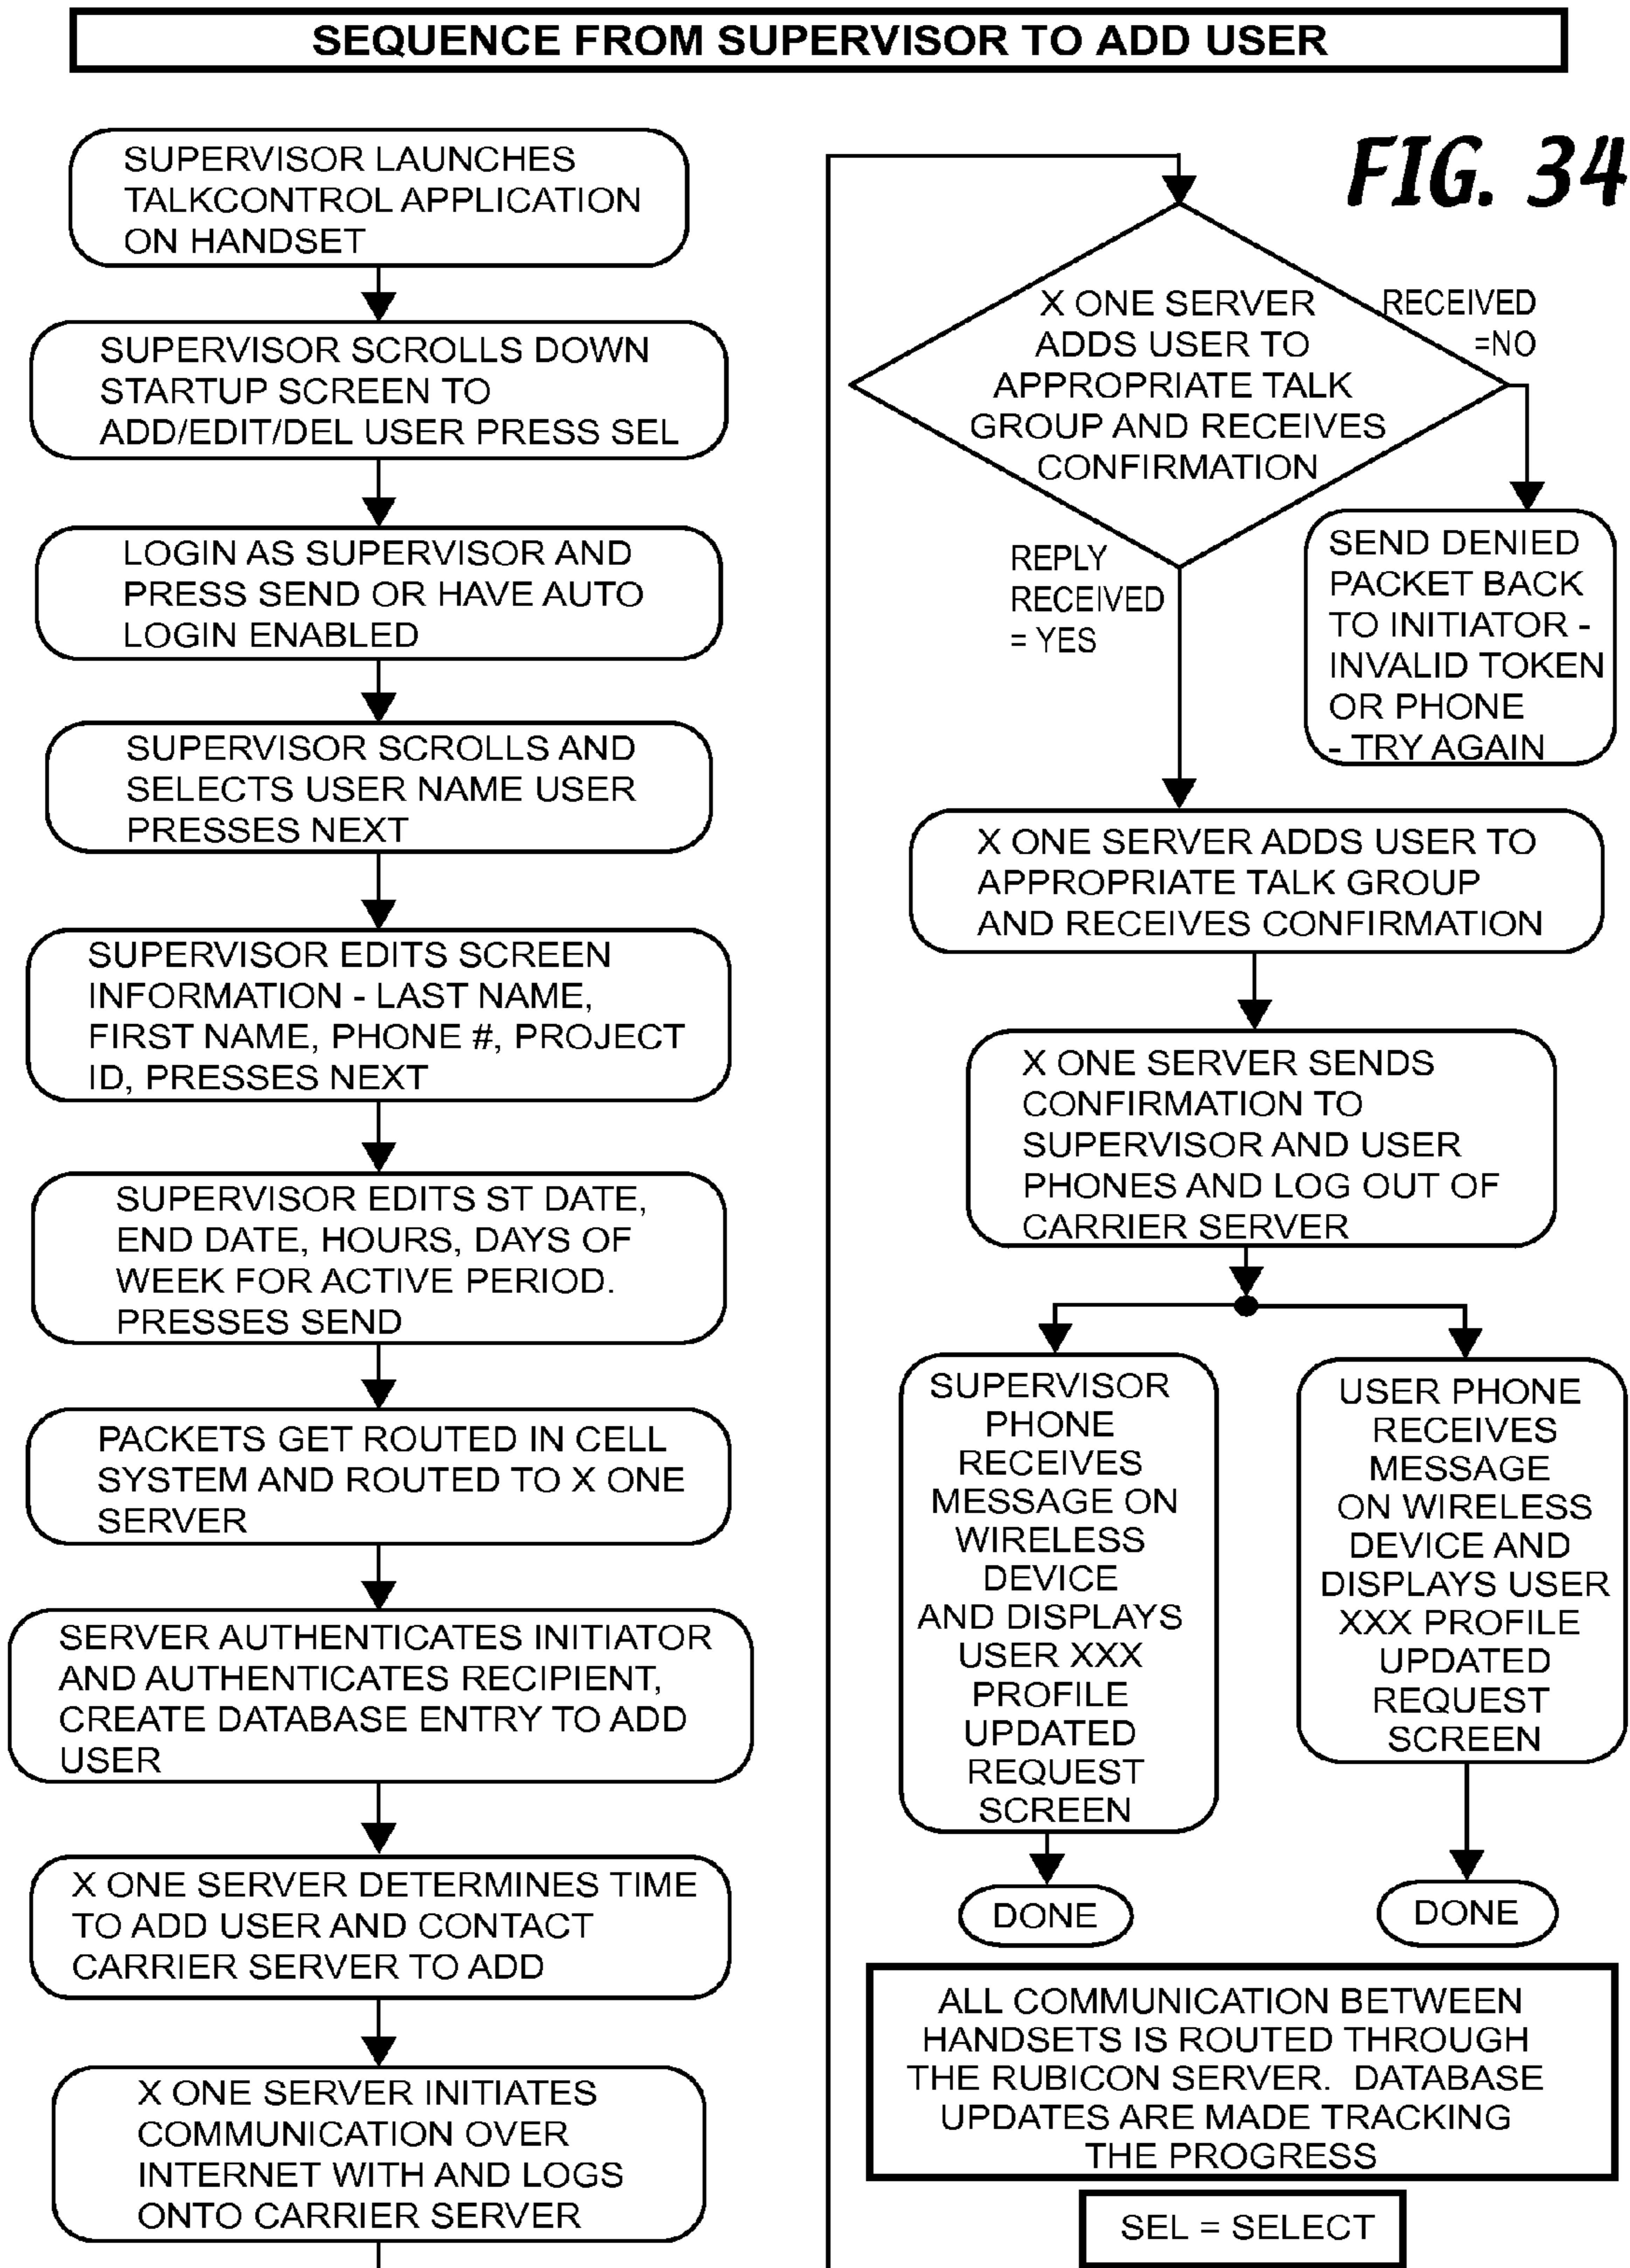 SEQUENCE FROM SUPERVISOR TO ADD USER
FIG. 34
SUPERVISOR LAUNCHES
TALKCONTROL APPLICATION
ON HANDSET
SUPERVISOR SCROLLS DOWN
STARTUP SCREEN TO
ADD/EDIT/DEL USER PRESS SEL
LOGIN AS SUPERVISOR AND
PRESS SEND OR HAVE AUTO
LOGIN ENABLED
SUPERVISOR SCROLLS AND
SELECTS USER NAME USER
PRESSES NEXT
SUPERVISOR EDITS SCREEN
INFORMATION - LAST NAME,
FIRST NAME, PHONE #, PROJECT
ID, PRESSES NEXT
SUPERVISOR EDITS ST DATE,
END DATE, HOURS, DAYS OF
WEEK FOR ACTIVE PERIOD.
PRESSES SEND
PACKETS GET ROUTED IN CELL
SYSTEM AND ROUTED TO X ONE
SERVER
SERVER AUTHENTICATES INITIATOR
AND AUTHENTICATES RECIPIENT,
CREATE DATABASE ENTRY TO ADD
USER
X ONE SERVER DETERMINES TIME
TO ADD USER AND CONTACT
CARRIER SERVER TO ADD
X ONE SERVER INITIATES
COMMUNICATION OVER
INTERNET WITH AND LOGS
ONTO CARRIER SERVER
X ONE SERVER
ADDS USER TO
APPROPRIATE TALK
GROUP AND RECEIVES
CONFIRMATION
RECEIVED
=NO
SEND DENIED
PACKET BACK
TO INITIATOR -
INVALID TOKEN
OR PHONE
- TRY AGAIN
REPLY
RECEIVED
= YES
X ONE SERVER ADDS USER TO
APPROPRIATE TALK GROUP
AND RECEIVES CONFIRMATION
X ONE SERVER SENDS
CONFIRMATION TO
SUPERVISOR AND USER
PHONES AND LOG OUT OF
CARRIER SERVER
SUPERVISOR
PHONE
RECEIVES
MESSAGE ON
WIRELESS
DEVICE
AND DISPLAYS
USER XXX
PROFILE
UPDATED
REQUEST
SCREEN
DONE
USER PHONE
RECEIVES
MESSAGE
ON WIRELESS
DEVICE AND
DISPLAYS USER
XXX PROFILE
UPDATED
REQUEST
SCREEN
DONE
ALL COMMUNICATION BETWEEN
HANDSETS IS ROUTED THROUGH
THE RUBICON SERVER. DATABASE
UPDATES ARE MADE TRACKING
THE PROGRESS
SEL = SELECT